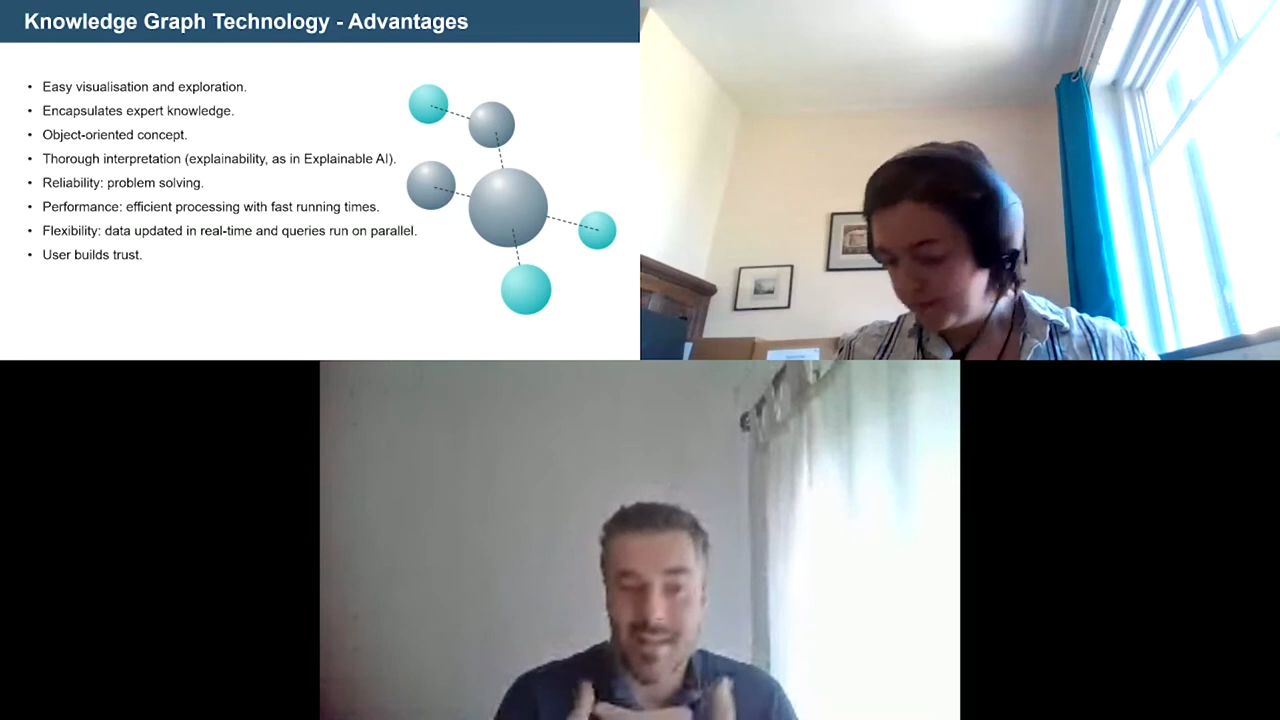 Knowledge Graph Technology - Advantages
• Easy visualisation and exploration.
• Encapsulates expert knowledge.
• Object-oriented concept.
• Thorough interpretation (explainability, as in Explainable AI).
• Reliability: problem solving.
• Performance: efficient processing with fast running times.
• Flexibility: data updated in real-time and queries run on parallel.
• User builds trust.